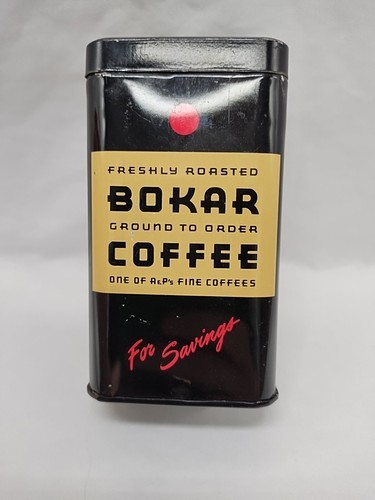 FRESHLY ROASTED
BOKAR
GROUND TO ORDER
COFFEE
ONE OF A&P's FINE COFFEES
For Savings